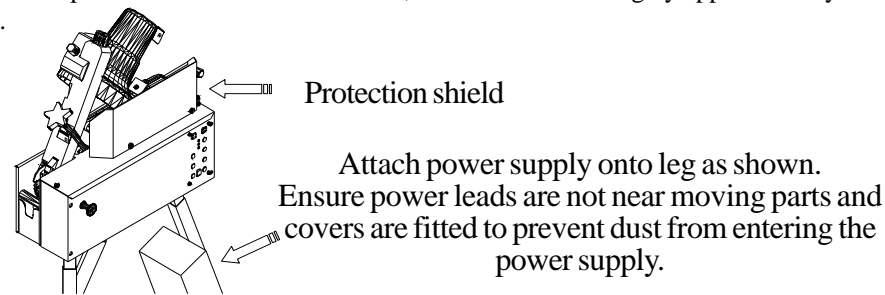 .
Protection shield
Attach power supply onto leg as shown.
Ensure power leads are not near moving parts and
covers are fitted to prevent dust from entering the
power supply.